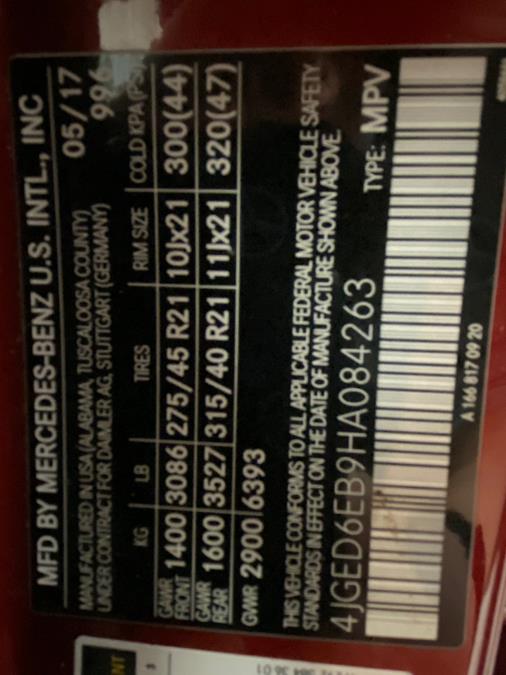 MFD BY MERCEDES-BENZ U.S. INTL., INC
MANUFACTURED IN USA (ALABAMA, TUSCALOOSA COUNTY) 05/17
UNDER CONTRACT FOR DAIMLER AG, STUTTGART (GERMANY) 996
KG LB TIRES RIM SIZE COLD KPA (PSI)
GAWR FRONT 1400 3086 275/45 R21 10Jx21 300(44)
GAWR REAR 1600 3527 315/40 R21 11Jx21 320(47)
GVWR 2900 6393
THIS VEHICLE CONFORMS TO ALL APPLICABLE FEDERAL MOTOR VEHICLE SAFETY
STANDARDS IN EFFECT ON THE DATE OF MANUFACTURE SHOWN ABOVE.
4JGED6EB9HA084263 TYPE: MPV
A 166 817 09 20